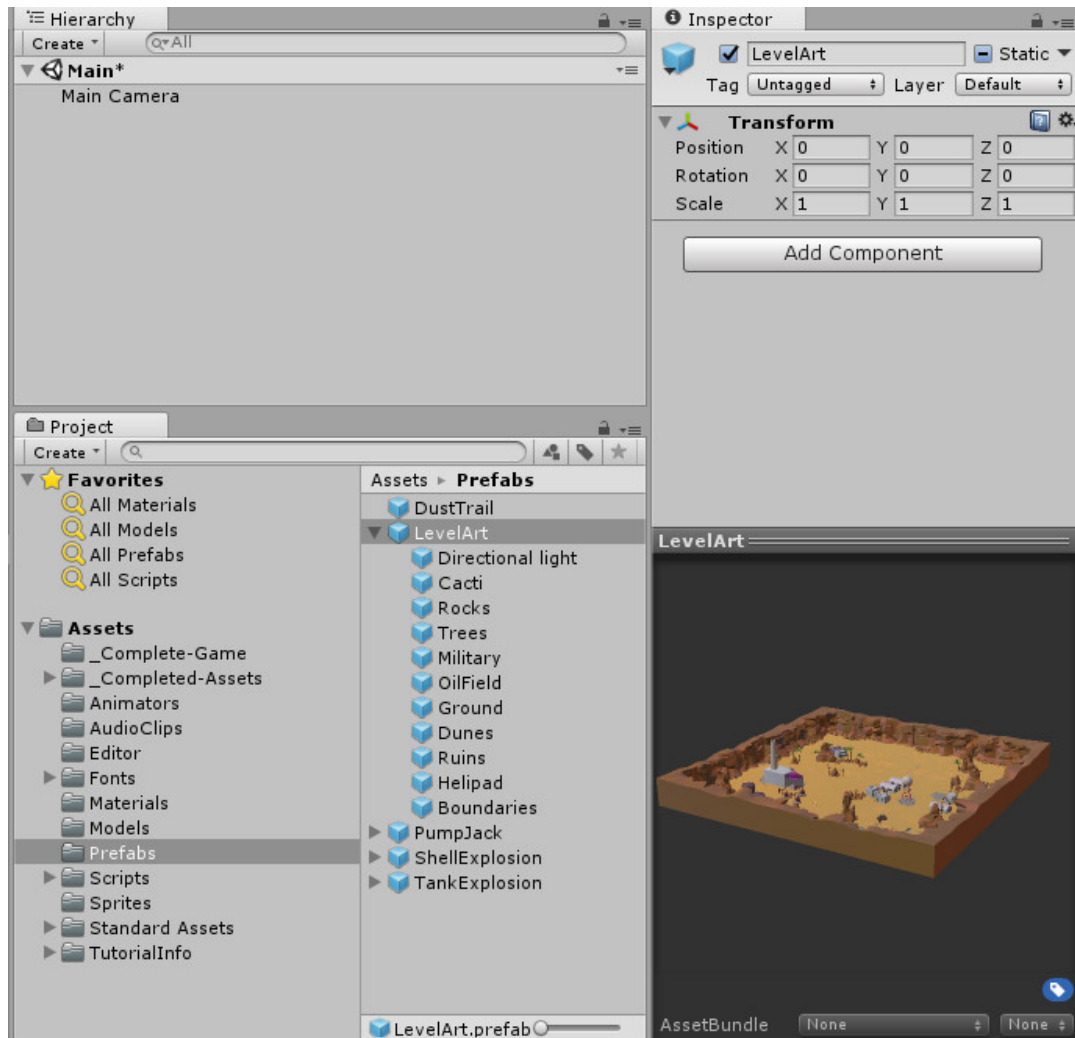 Hierarchy
Create All
Main*
Main Camera
Project
Create
Favorites
All Materials
All Models
All Prefabs
All Scripts
Assets
_Complete-Game
_Completed-Assets
Animators
AudioClips
Editor
Fonts
Materials
Models
Prefabs
Scripts
Sprites
Standard Assets
TutorialInfo
Assets Prefabs
DustTrail
LevelArt
Directional light
Cacti
Rocks
Trees
Military
OilField
Ground
Dunes
Ruins
Helipad
Boundaries
PumpJack
ShellExplosion
TankExplosion
LevelArt.prefab
Inspector
LevelArt Static
Tag Untagged Layer Default
Transform
Position X 0 Y 0 Z 0
Rotation X 0 Y 0 Z 0
Scale X 1 Y 1 Z 1
Add Component
LevelArt
AssetBundle None None